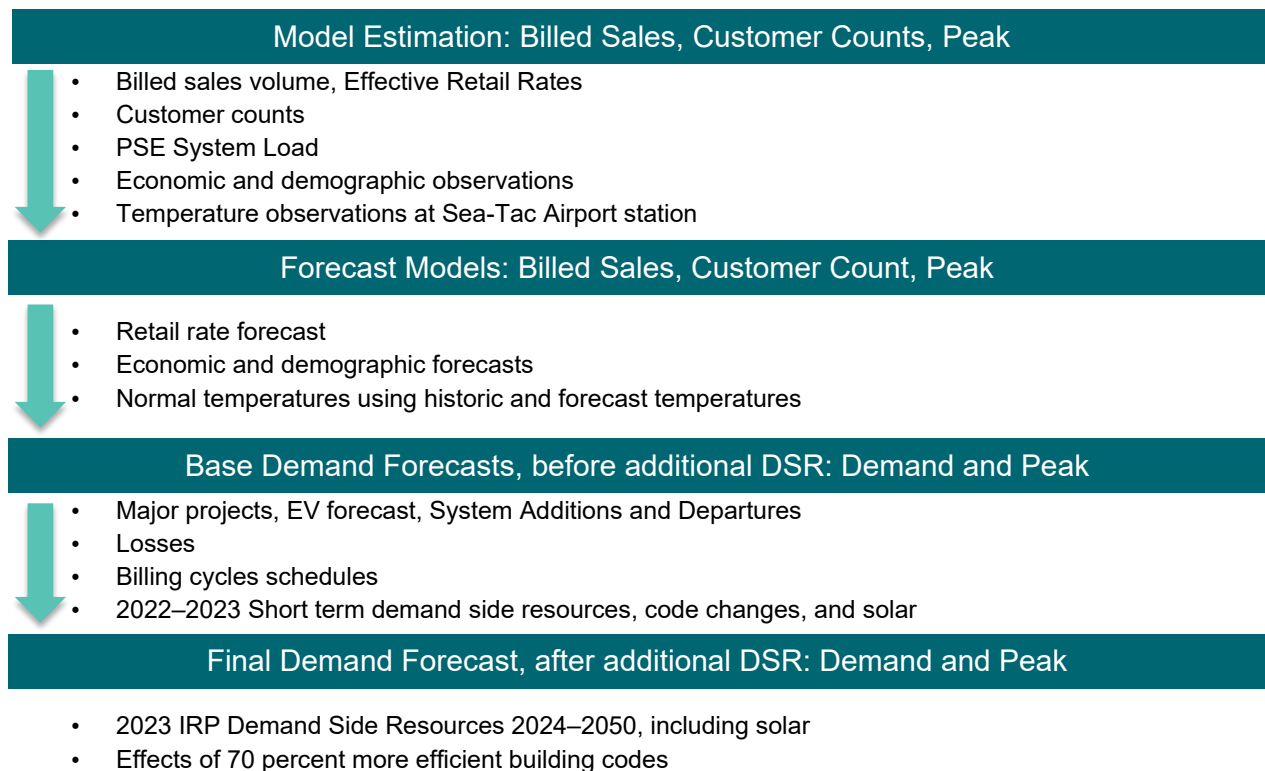 Model Estimation: Billed Sales, Customer Counts, Peak
• Billed sales volume, Effective Retail Rates
• Customer counts
• PSE System Load
• Economic and demographic observations
• Temperature observations at Sea-Tac Airport station
Forecast Models: Billed Sales, Customer Count, Peak
• Retail rate forecast
• Economic and demographic forecasts
• Normal temperatures using historic and forecast temperatures
Base Demand Forecasts, before additional DSR: Demand and Peak
• Major projects, EV forecast, System Additions and Departures
• Losses
• Billing cycles schedules
• 2022–2023 Short term demand side resources, code changes, and solar
Final Demand Forecast, after additional DSR: Demand and Peak
• 2023 IRP Demand Side Resources 2024–2050, including solar
• Effects of 70 percent more efficient building codes